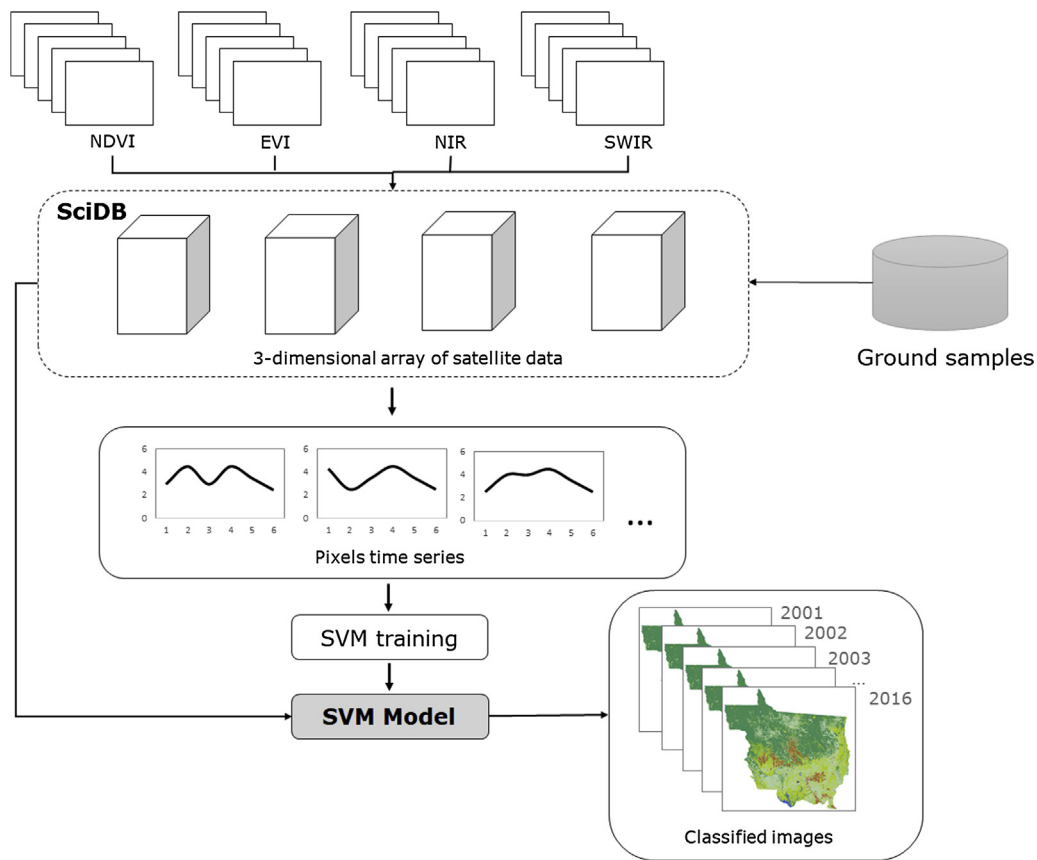 NDVI EVI NIR SWIR
SciDB
3-dimensional array of satellite data
Ground samples
6
4
2
0
1 2 3 4 5 6
6
4
2
0
1 2 3 4 5 6
6
4
2
0
1 2 3 4 5 6
...
Pixels time series
SVM training
SVM Model
2001
2002
2003
...
2016
Classified images